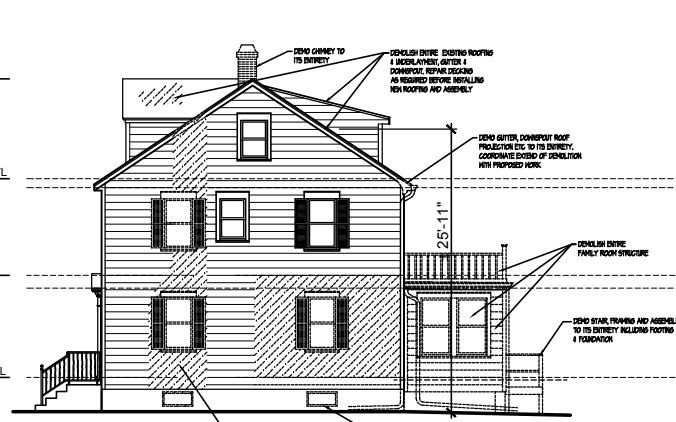 DEMO CHIMNEY TO
ITS ENTIRETY
DEMOLISH ENTIRE EXISTING ROOFING
& UNDERLAYMENT, GUTTER &
DOWNSPOUT, REPAIR DECKING
AS REQUIRED BEFORE INSTALLING
NEW ROOFING AND ASSEMBLY
DEMO GUTTER, DOWNSPOUT ROOF
PROJECTION ETC TO ITS ENTIRETY.
COORDINATE EXTEND OF DEMOLITION
WITH PROPOSED WORK
25'-11"
DEMOLISH ENTIRE
FAMILY ROOM STRUCTURE
DEMO STAIR, FRAMING AND ASSEMBL
TO ITS ENTIRETY INCLUDING FOOTING
& FOUNDATION